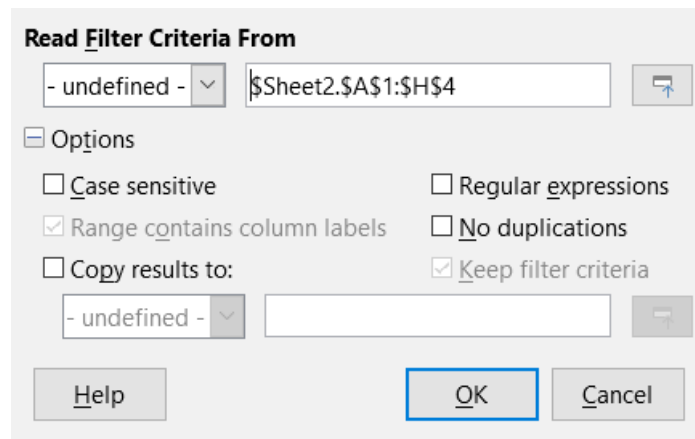 Read Filter Criteria From
- undefined - $Sheet2.$A$1:$H$4
Options
Case sensitive Regular expressions
Range contains column labels No duplications
Copy results to: Keep filter criteria
- undefined -
Help OK Cancel